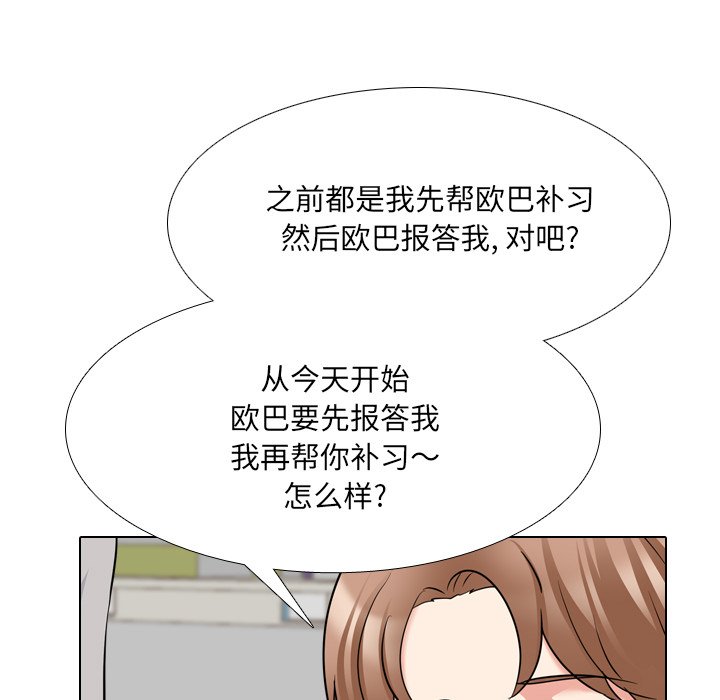 之前都是我先帮欧巴补习
然后欧巴报答我, 对吧?
从今天开始
欧巴要先报答我
我再帮你补习～
怎么样?